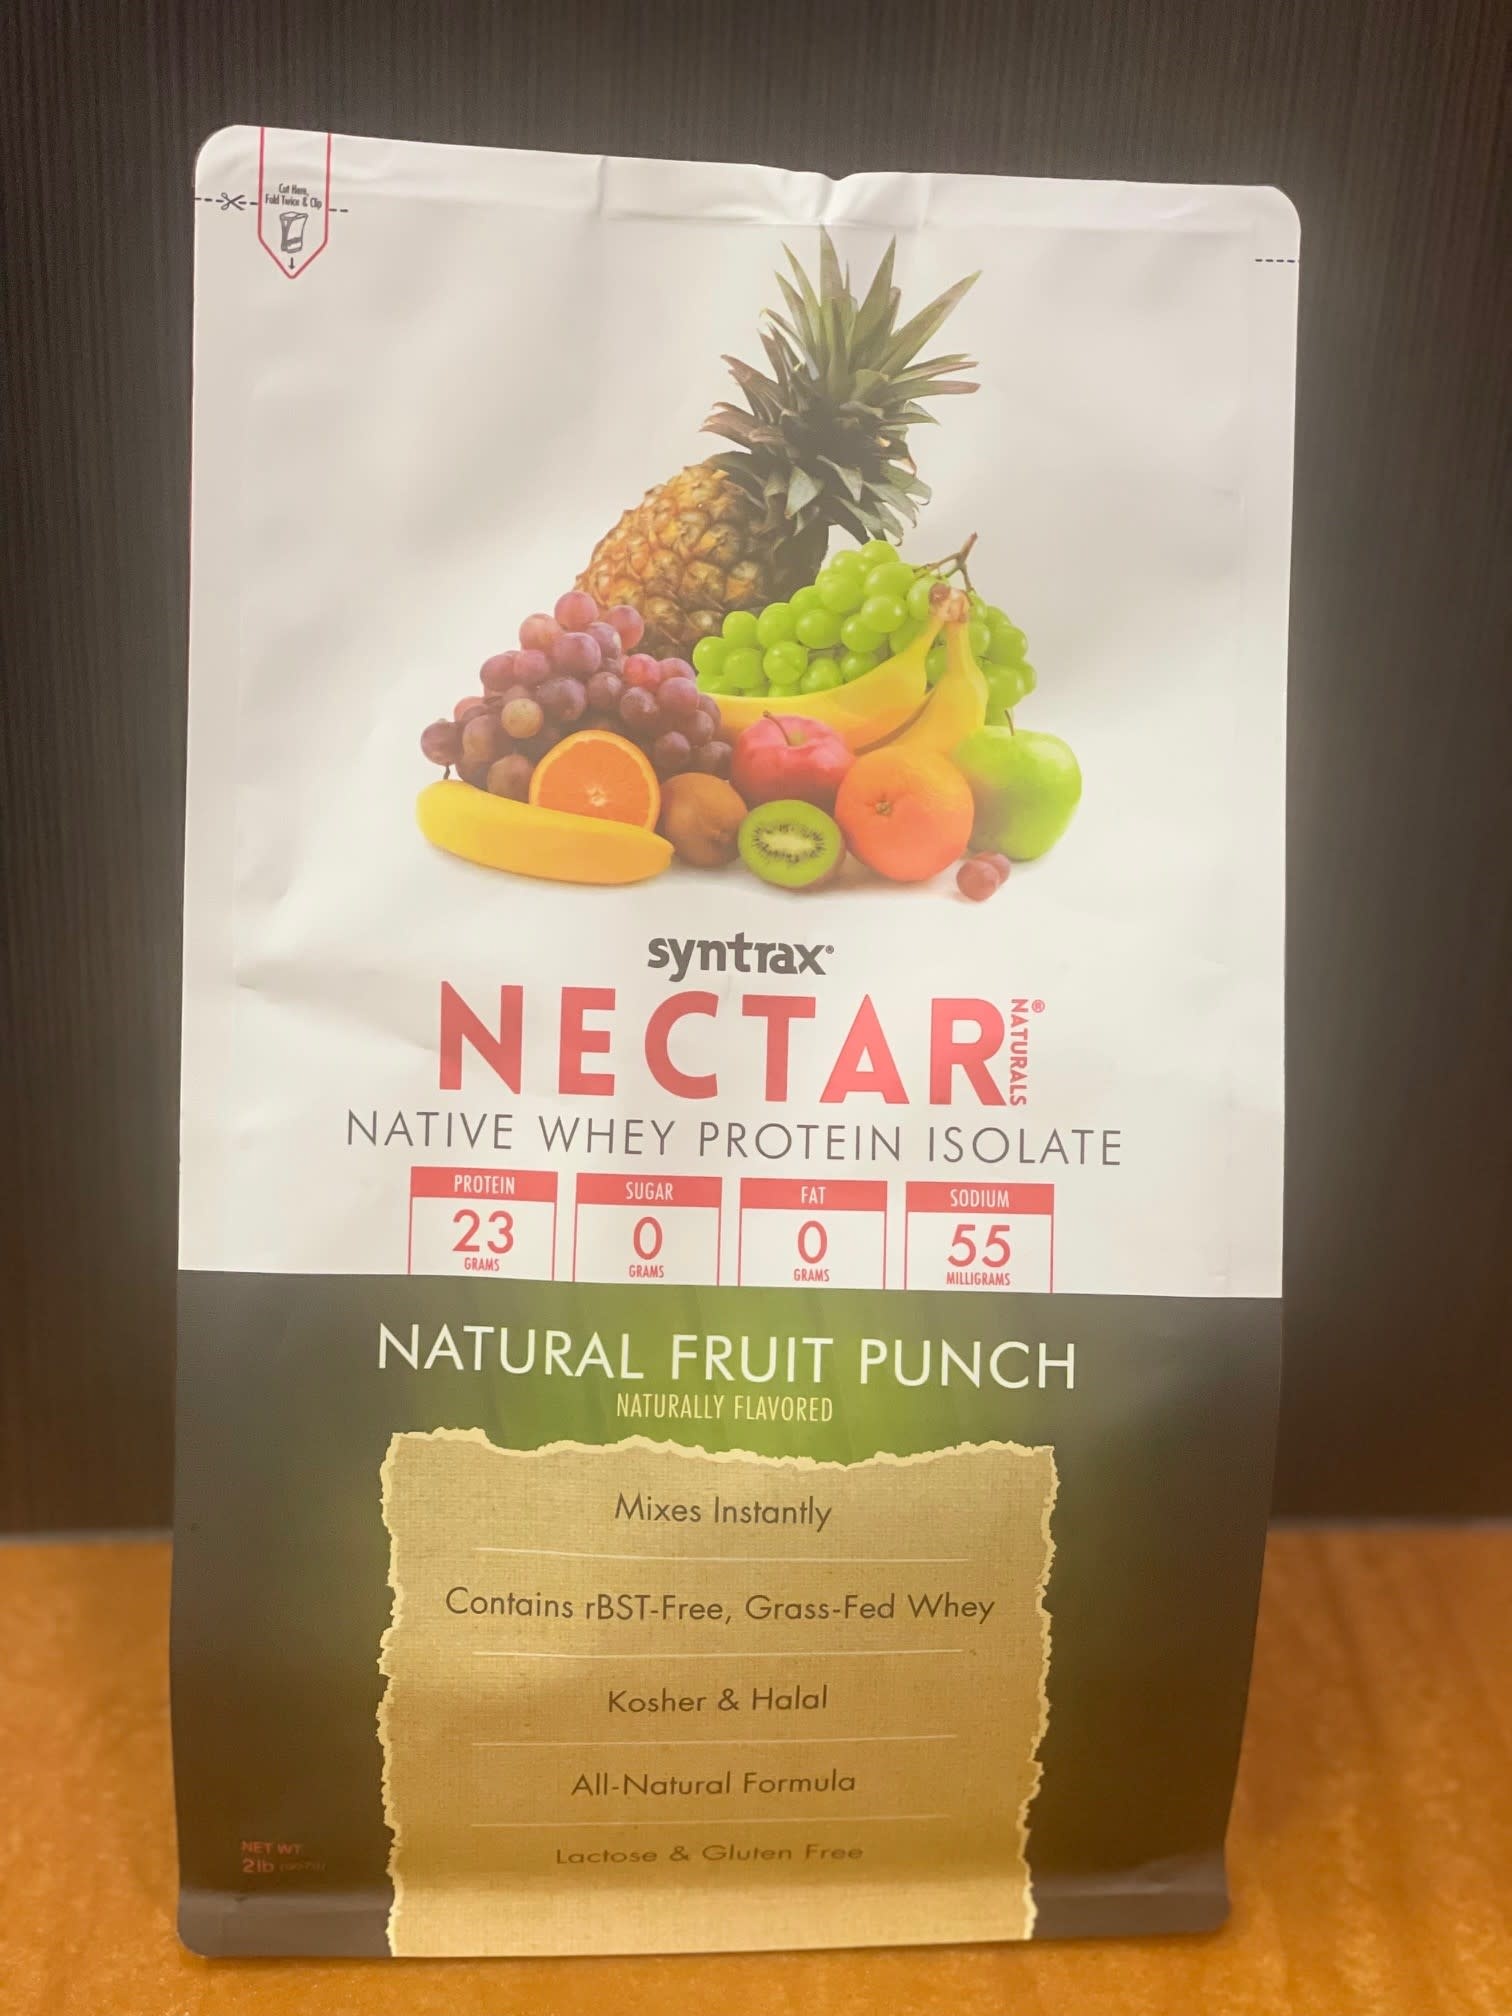 Cut Here,
Fold Twice & Clip
syntrax®
NECTAR
NATURALS®
NATIVE WHEY PROTEIN ISOLATE
PROTEIN
23
GRAMS
SUGAR
0
GRAMS
FAT
0
GRAMS
SODIUM
55
MILLIGRAMS
NATURAL FRUIT PUNCH
NATURALLY FLAVORED
Mixes Instantly
Contains rBST-Free, Grass-Fed Whey
Kosher & Halal
All-Natural Formula
Lactose & Gluten Free
NET WT.
2lb